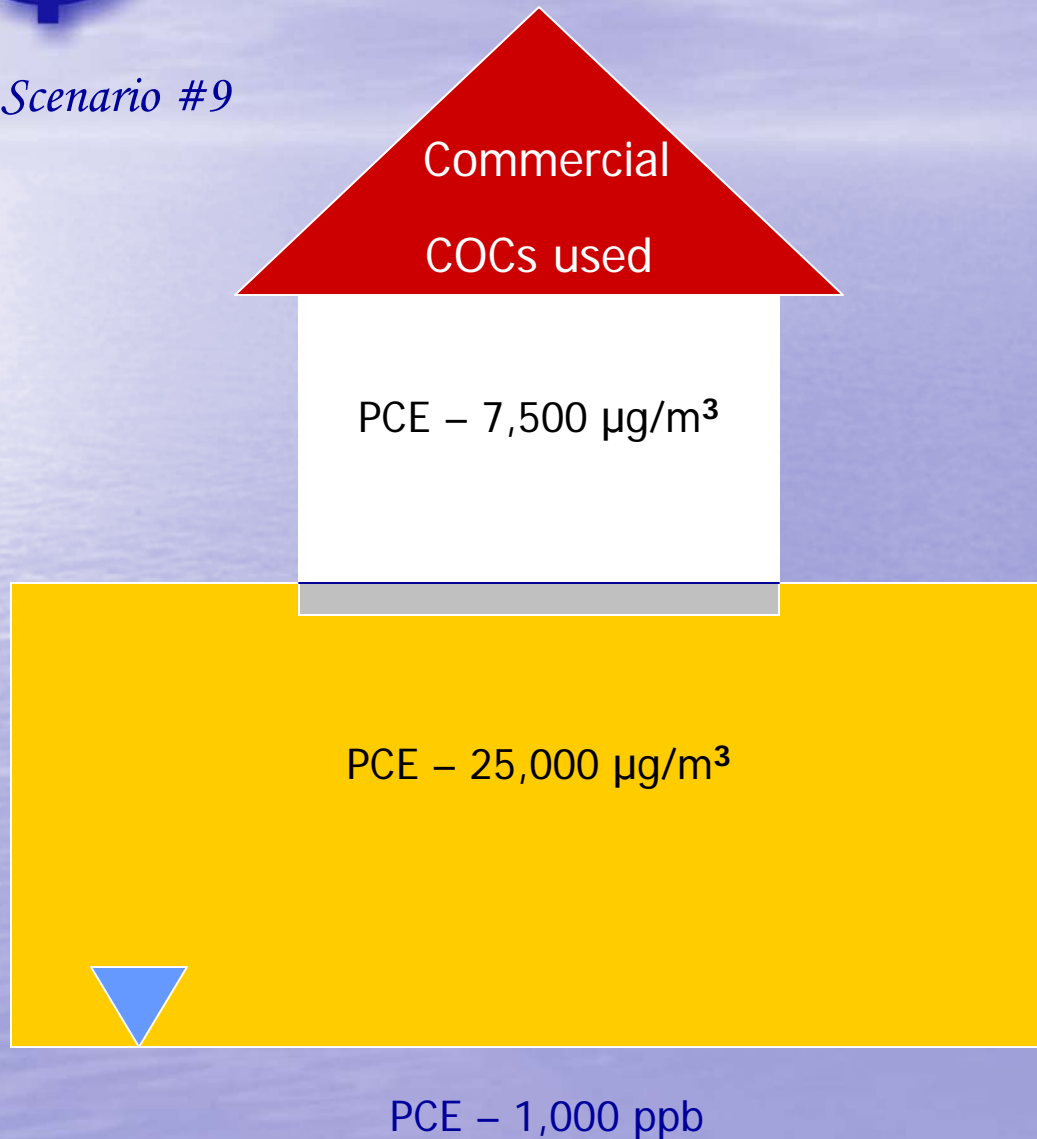 Scenario #9
Commercial
COCs used
PCE – 7,500 µg/m³
PCE – 25,000 µg/m³
PCE – 1,000 ppb